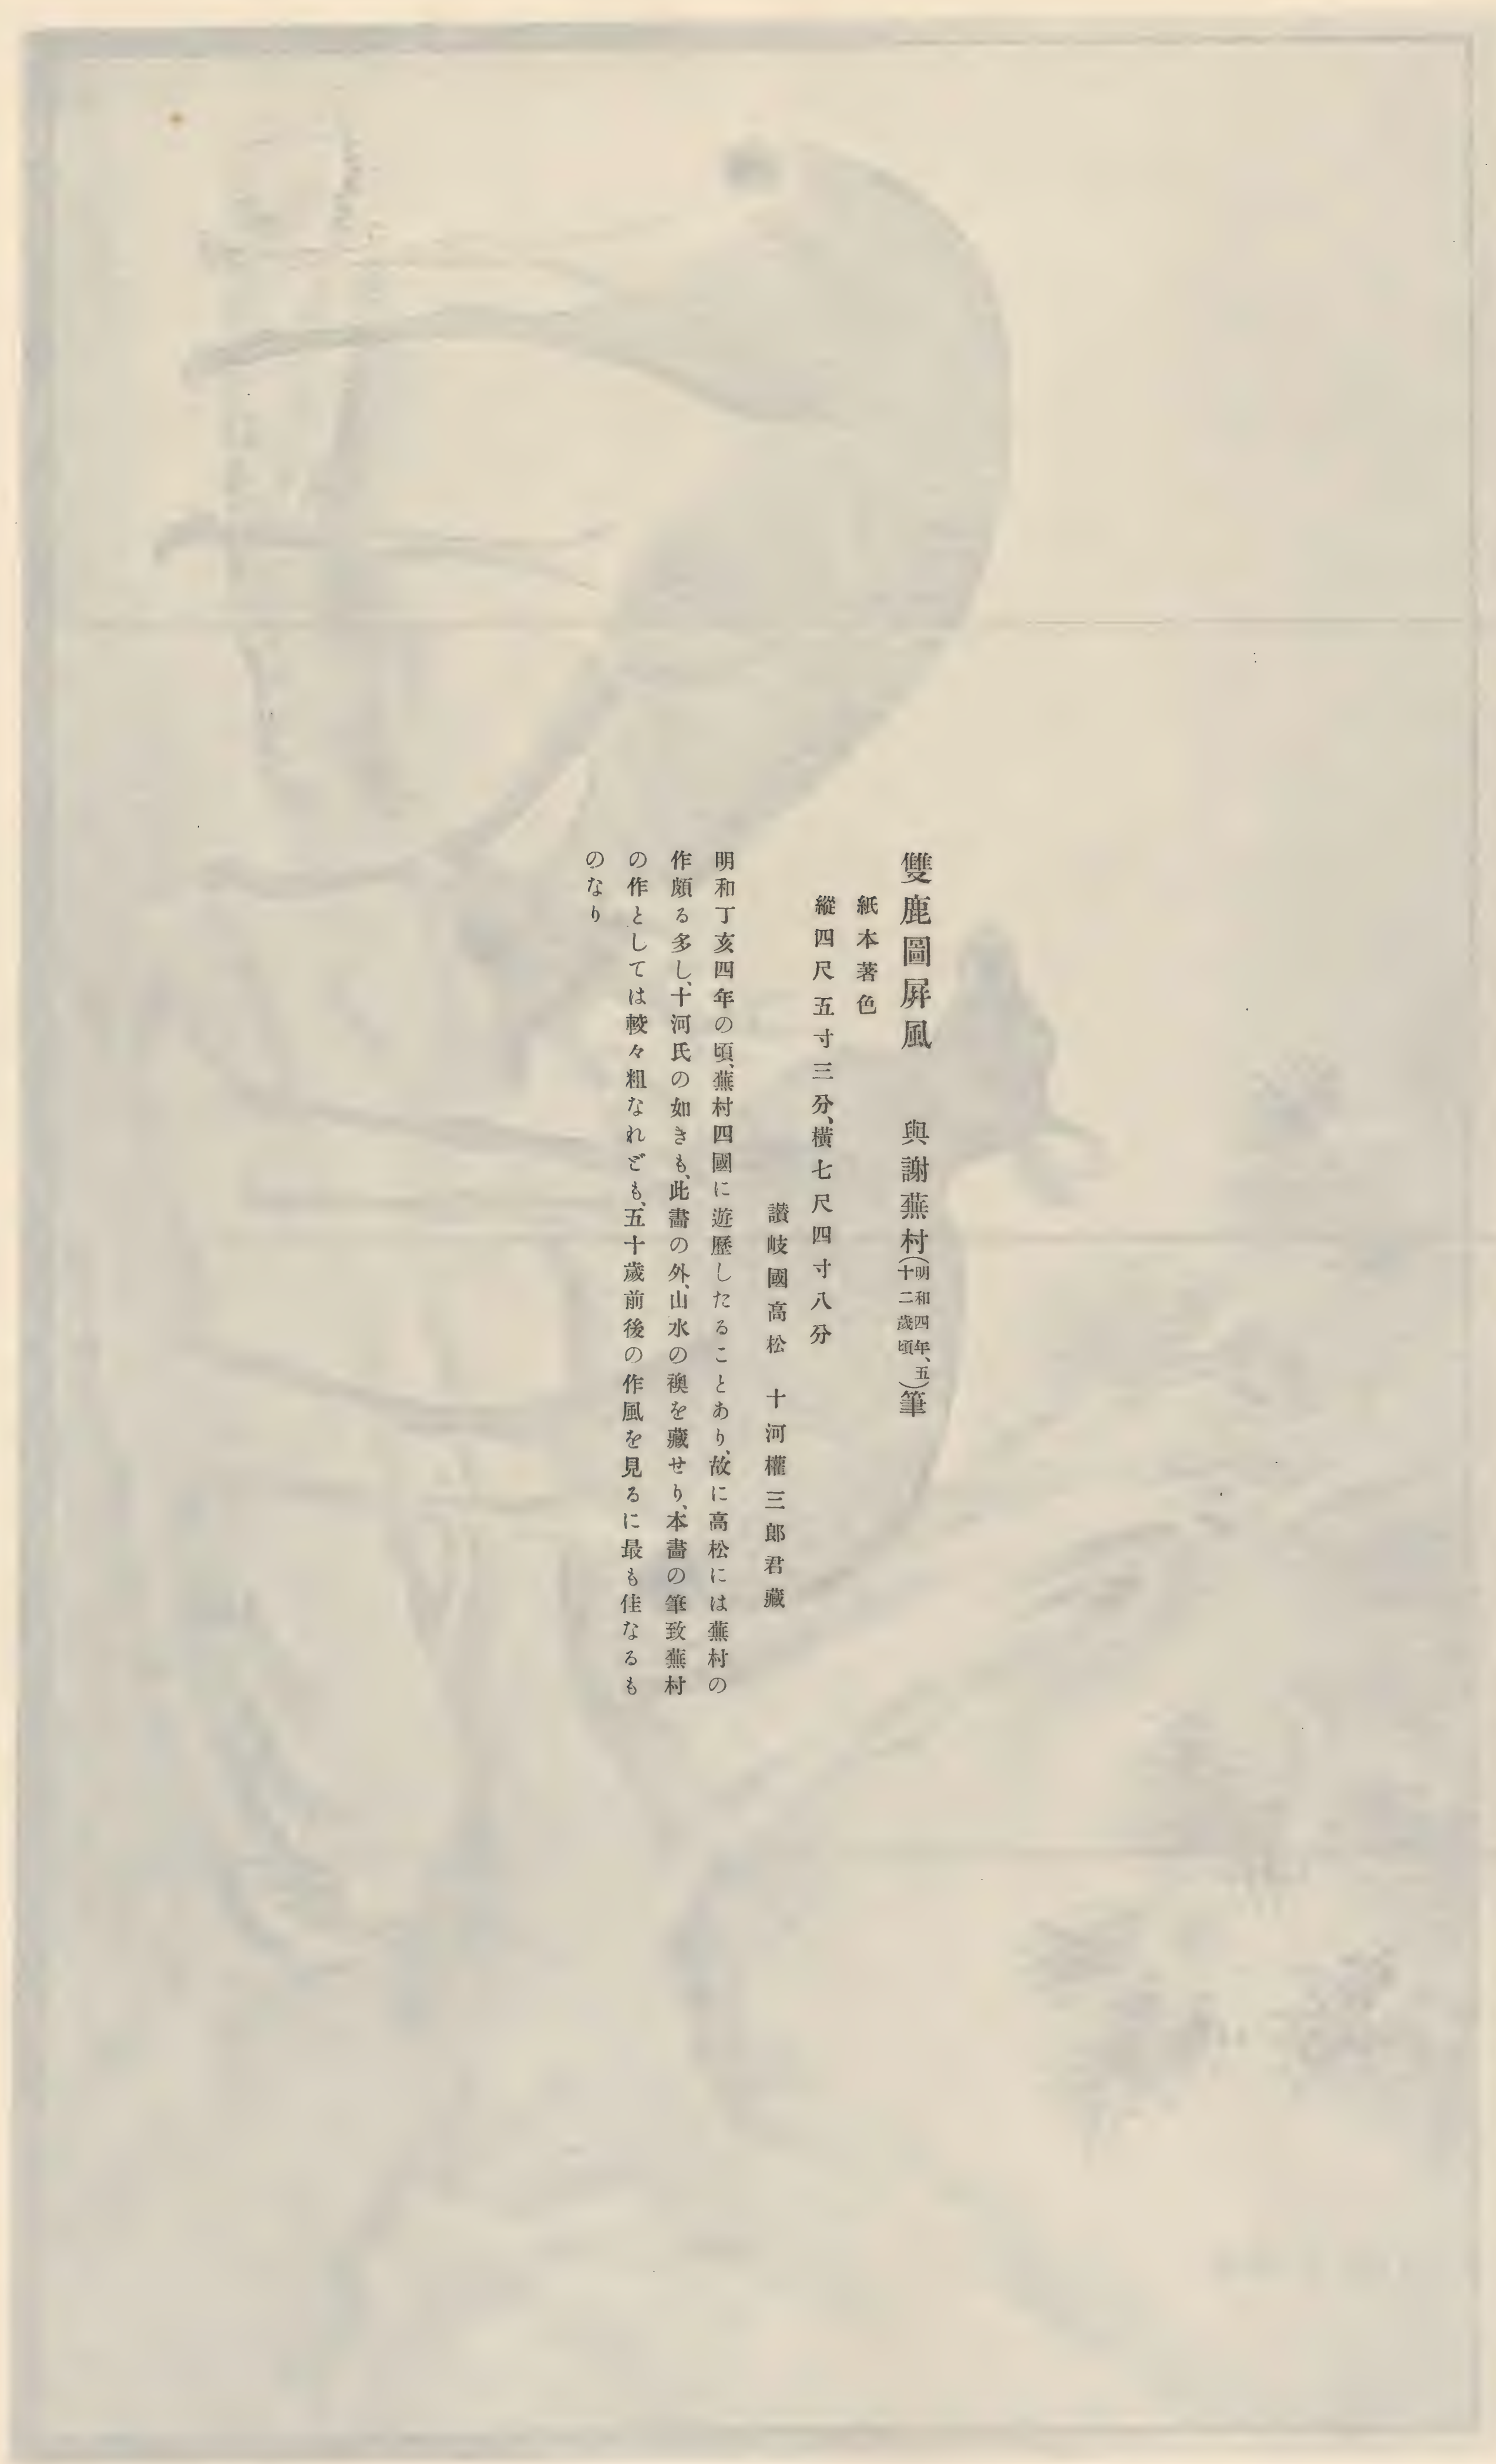 雙鹿圖屛風　與謝蕪村(明和四年、五十二歲頃)筆
紙本著色
縱四尺五寸三分、橫七尺四寸八分
讃岐國高松　十河權三郎君藏
明和丁亥四年の頃、蕪村四國に遊歷したることあり、故に高松には蕪村の
作頗る多し、十河氏の如きも、此畵の外、山水の襖を藏せり、本畵の筆致蕪村
の作としては較々粗なれども、五十歲前後の作風を見るに最も佳なるも
のなり